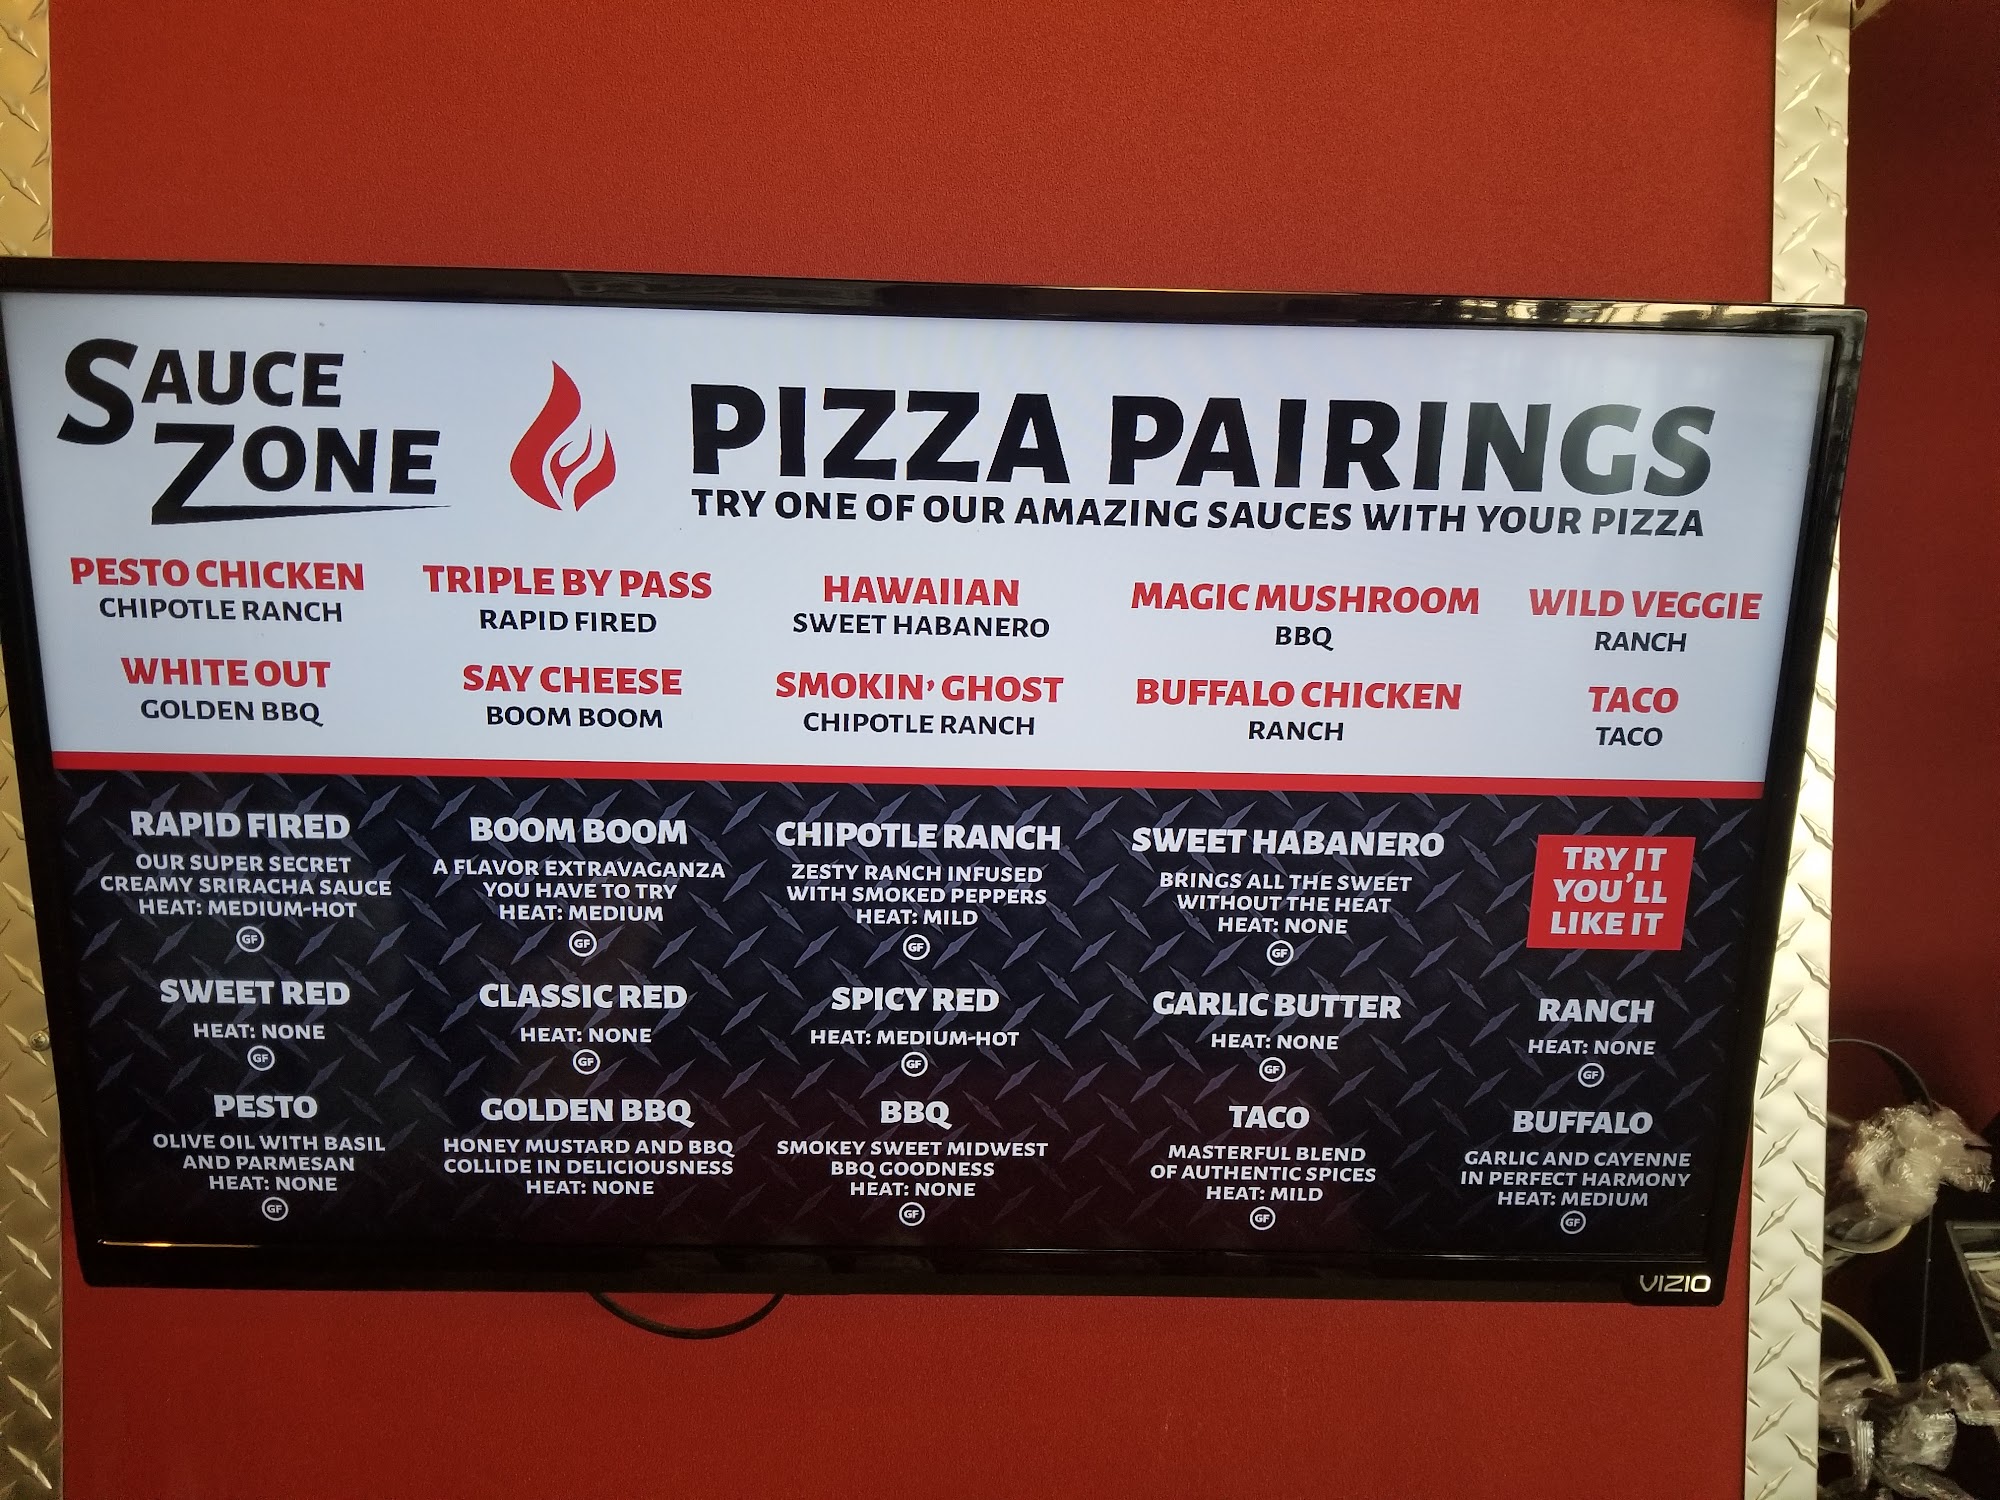 SAUCE
ZONE
PIZZA PAIRINGS
TRY ONE OF OUR AMAZING SAUCES WITH YOUR PIZZA
PESTO CHICKEN
CHIPOTLE RANCH
TRIPLE BY PASS
RAPID FIRED
HAWAIIAN
SWEET HABANERO
MAGIC MUSHROOM
BBQ
WILD VEGGIE
RANCH
WHITE OUT
GOLDEN BBQ
SAY CHEESE
BOOM BOOM
SMOKIN' GHOST
CHIPOTLE RANCH
BUFFALO CHICKEN
RANCH
TACO
TACO
RAPID FIRED
OUR SUPER SECRET
CREAMY SRIRACHA SAUCE
HEAT: MEDIUM-HOT
GF
BOOM BOOM
A FLAVOR EXTRAVAGANZA
YOU HAVE TO TRY
HEAT: MEDIUM
GF
CHIPOTLE RANCH
ZESTY RANCH INFUSED
WITH SMOKED PEPPERS
HEAT: MILD
GF
SWEET HABANERO
BRINGS ALL THE SWEET
WITHOUT THE HEAT
HEAT: NONE
GF
TRY IT
YOU'LL
LIKE IT
SWEET RED
HEAT: NONE
GF
CLASSIC RED
HEAT: NONE
GF
SPICY RED
HEAT: MEDIUM-HOT
GF
GARLIC BUTTER
HEAT: NONE
GF
RANCH
HEAT: NONE
GF
PESTO
OLIVE OIL WITH BASIL
AND PARMESAN
HEAT: NONE
GF
GOLDEN BBQ
HONEY MUSTARD AND BBQ
COLLIDE IN DELICIOUSNESS
HEAT: NONE
BBQ
SMOKEY SWEET MIDWEST
BBQ GOODNESS
HEAT: NONE
GF
TACO
MASTERFUL BLEND
OF AUTHENTIC SPICES
HEAT: MILD
GF
BUFFALO
GARLIC AND CAYENNE
IN PERFECT HARMONY
HEAT: MEDIUM
GF
VIZIO